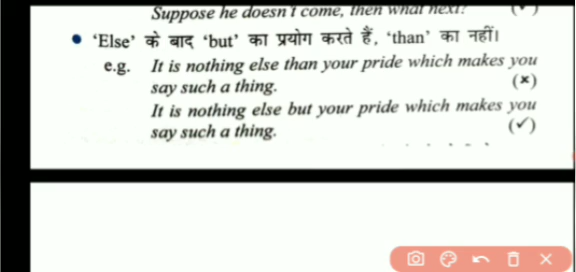 Suppose he doesn't come, then what next? (✓)
• 'Else' के बाद 'but' का प्रयोग करते हैं, 'than' का नहीं।
e.g. It is nothing else than your pride which makes you
say such a thing. (×)
It is nothing else but your pride which makes you
say such a thing. (✓)